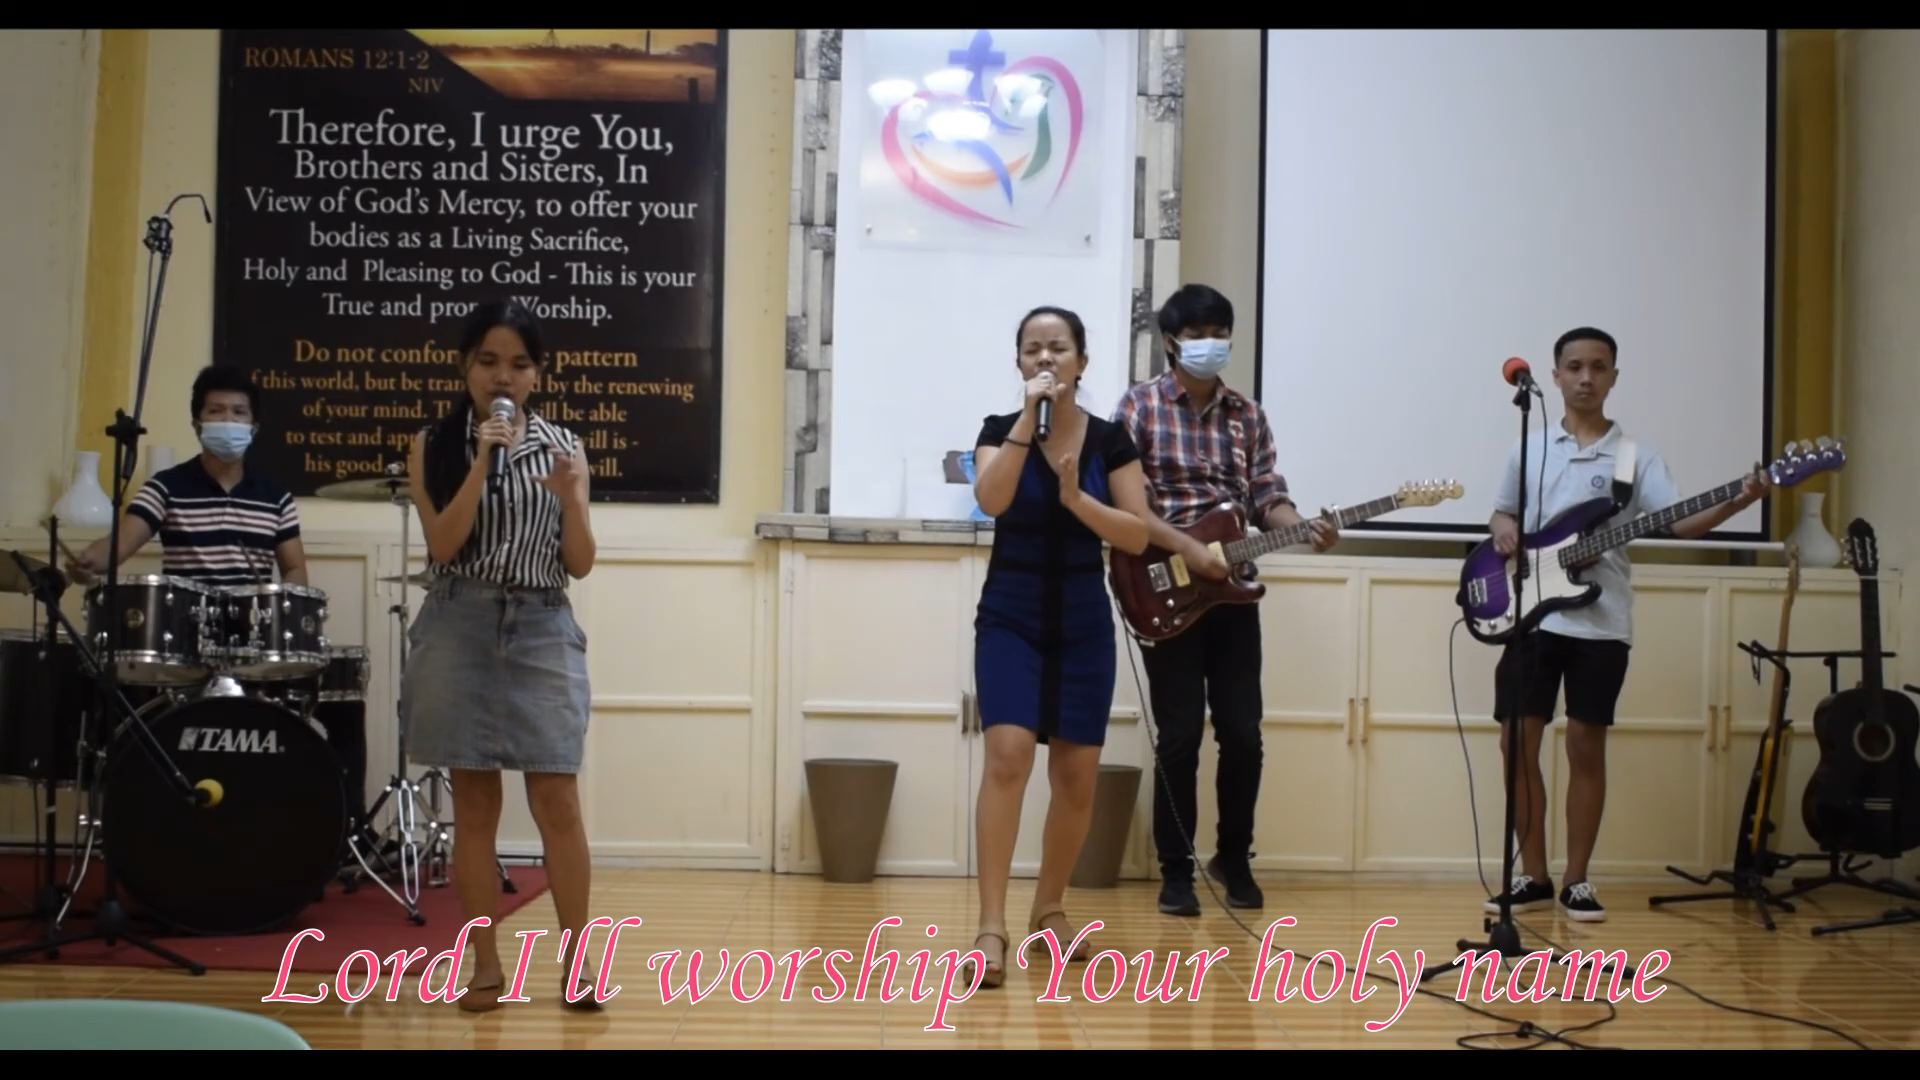 ROMANS 12:1-2
NIV
Therefore, I urge You,
Brothers and Sisters, In
View of God's Mercy, to offer your
bodies as a Living Sacrifice,
Holy and Pleasing to God - This is your
True and Worship.
Do not pattern
this world, but be by the renewing
of your mind. be able
to test and is -
his good, will.
TAMA
Lord I'll worship Your holy name